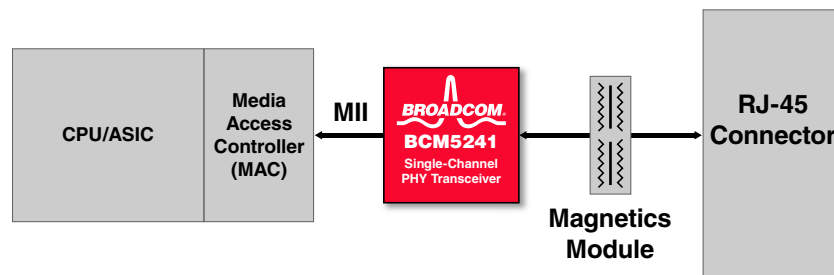 CPU/ASIC
Media
Access
Controller
(MAC)
MII
BROADCOM®
BCM5241
Single-Channel
PHY Transceiver
Magnetics
Module
RJ-45
Connector